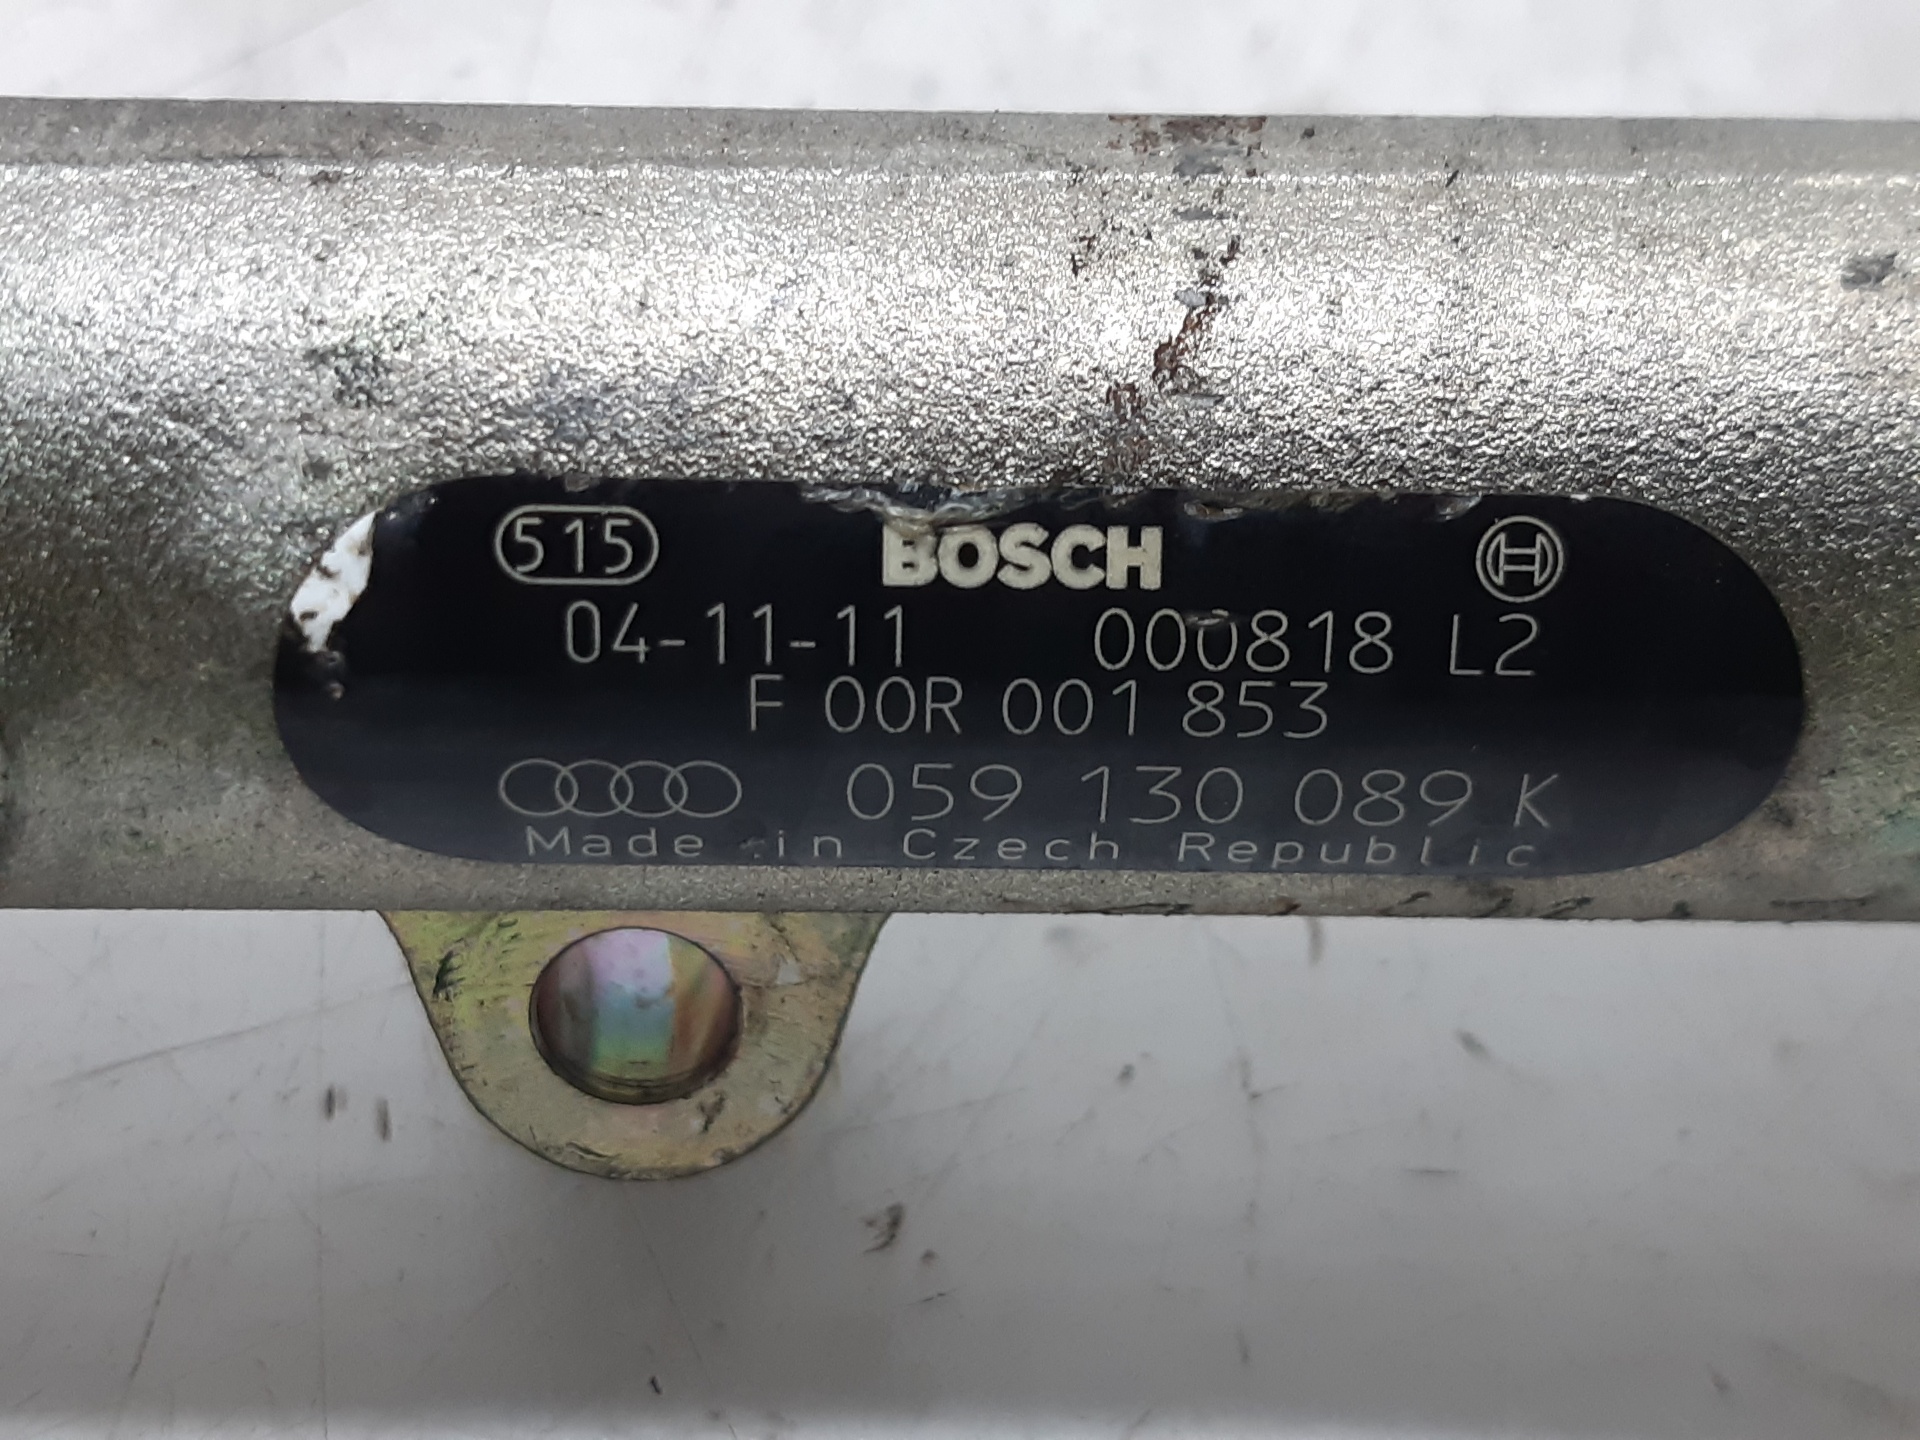 515 BOSCH
04-11-11 000818 L2
F 00R 001 853
059 130 089 K
Made in Czech Republic